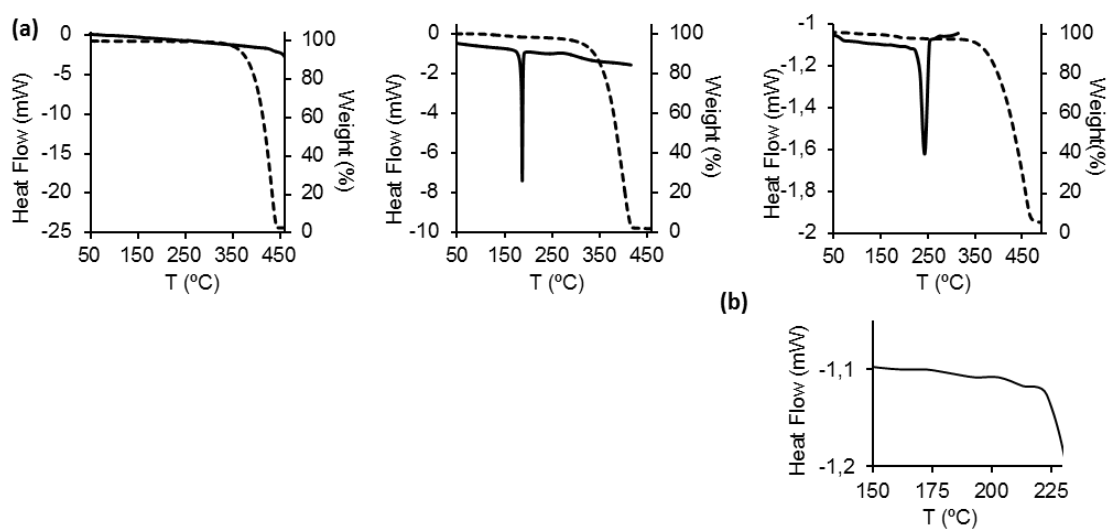 (a)
0
-5
-10
-15
-20
-25
Heat Flow (mW)
100
80
60
40
20
0
Weight (%)
50 150 250 350 450
T (ºC)
0
-2
-4
-6
-8
-10
Heat Flow (mW)
100
80
60
40
20
0
Weight (%)
50 150 250 350 450
T (ºC)
-1
-1,2
-1,4
-1,6
-1,8
-2
Heat Flow (mW)
100
80
60
40
20
0
Weight (%)
50 150 250 350 450
T (ºC)
(b)
-1,1
-1,2
Heat Flow (mW)
150 175 200 225
T (ºC)